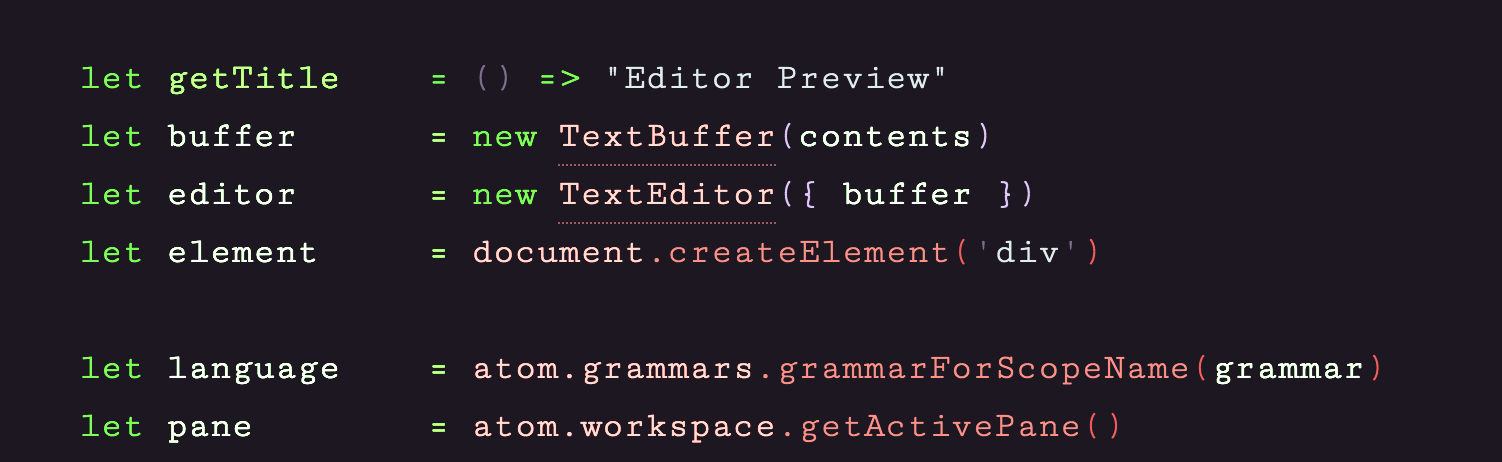 let getTitle    = () => "Editor Preview"
let buffer      = new TextBuffer(contents)
let editor      = new TextEditor({ buffer })
let element     = document.createElement('div')
let language    = atom.grammars.grammarForScopeName(grammar)
let pane        = atom.workspace.getActivePane()